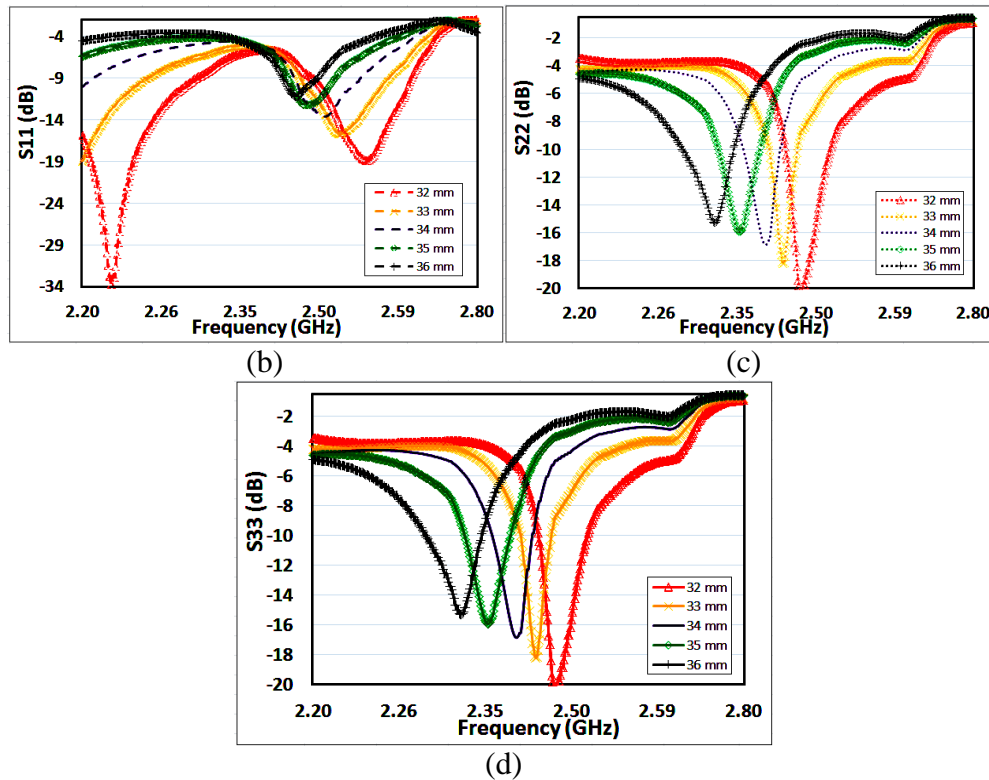 -4
-9
-14
-19
-24
-29
-34
S11 (dB)
32 mm
33 mm
34 mm
35 mm
36 mm
2.20 2.26 2.35 2.50 2.59 2.80
Frequency (GHz)
(b)
-2
-4
-6
-8
-10
-12
-14
-16
-18
-20
S22 (dB)
32 mm
33 mm
34 mm
35 mm
36 mm
2.20 2.26 2.35 2.50 2.59 2.80
Frequency (GHz)
(c)
-2
-4
-6
-8
-10
-12
-14
-16
-18
-20
S33 (dB)
32 mm
33 mm
34 mm
35 mm
36 mm
2.20 2.26 2.35 2.50 2.59 2.80
Frequency (GHz)
(d)